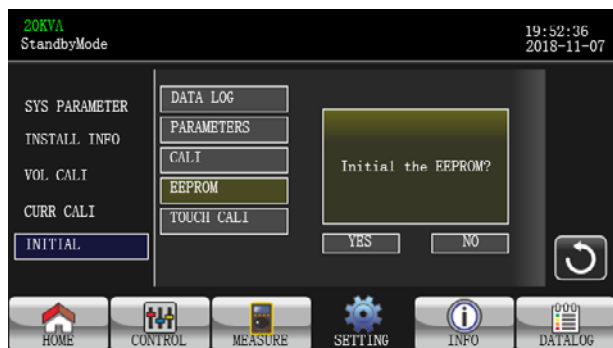 20KVA
StandbyMode
19:52:36
2018-11-07
SYS PARAMETER
INSTALL INFO
VOL CALI
CURR CALI
INITIAL
DATA LOG
PARAMETERS
CALI
EEPROM
TOUCH CALI
Initial the EEPROM?
YES
NO
HOME
CONTROL
MEASURE
SETTING
INFO
DATALOG